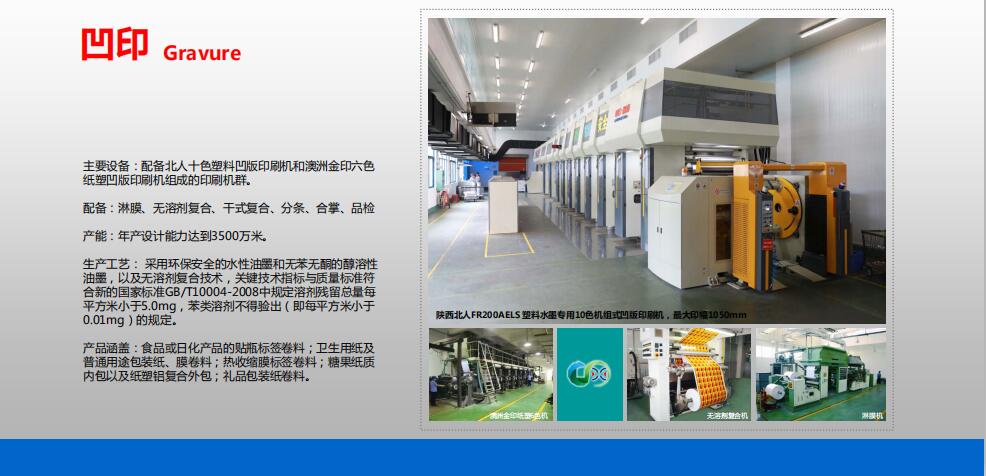 凹印 Gravure
主要设备：配备北人十色塑料凹版印刷机和澳洲金印六色
纸塑凹版印刷机组成的印刷机群。
配备：淋膜、无溶剂复合、干式复合、分条、合掌、品检
产能：年产设计能力达到3500万米。
生产工艺： 采用环保安全的水性油墨和无苯无酮的醇溶性
油墨，以及无溶剂复合技术，关键技术指标与质量标准符
合新的国家标准GB/T10004-2008中规定溶剂残留总量每
平方米小于5.0mg，苯类溶剂不得验出（即每平方米小于
0.01mg）的规定。
产品涵盖：食品或日化产品的贴瓶标签卷料；卫生用纸及
普通用途包装纸、膜卷料；热收缩膜标签卷料；糖果纸质
内包以及纸塑铝复合外包；礼品包装纸卷料。
安全
陕西北人FR200AELS 塑料水墨专用10色机组式凹版印刷机，最大印幅1050mm
澳洲金印纸塑6色机
无溶剂复合机
淋膜机